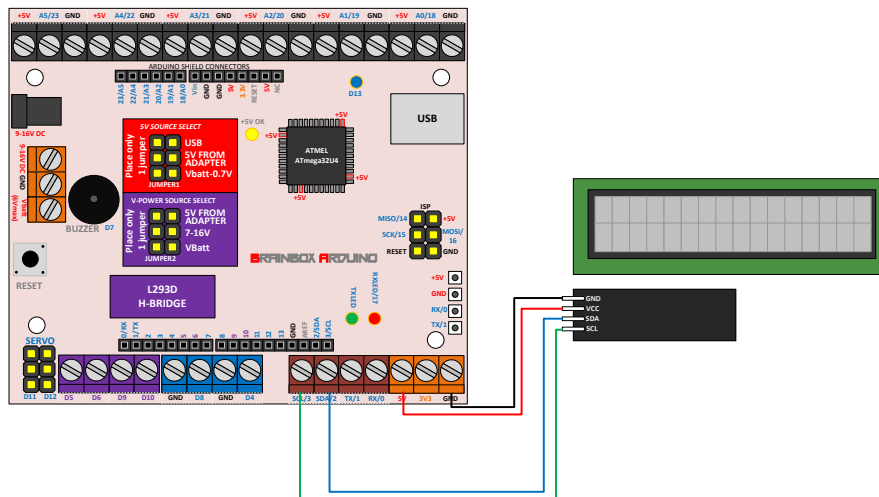 +5V A5/23 GND +5V A4/22 GND +5V A3/21 GND +5V A2/20 GND +5V A1/19 GND +5V A0/18 GND
ARDUINO SHIELD CONNECTORS
23/A5
22/A4
21/A3
20/A2
19/A1
18/A0
Vin
GND
GND
5V
3.3V
RESET
5V
NC
D13
USB
9-16V DC
9-16V DC
GND
Vbatt
(6Vmax)
BUZZER
D7
RESET
5V SOURCE SELECT
Place only
1 jumper
USB
5V FROM
ADAPTER
Vbatt-0.7V
JUMPER1
V-POWER SOURCE SELECT
Place only
1 jumper
5V FROM
ADAPTER
7-16V
VBatt
JUMPER2
+5V OK
+5V
+5V
+5V
+5V
ATMEL
ATmega32U4
ISP
MISO/14
+5V
SCK/15
MOSI/
16
RESET
GND
BRAINBOX ARDUINO
L293D
H-BRIDGE
TXLED
RXLED/17
+5V
GND
RX/0
TX/1
0/RX
1/TX
2
3
4
5
6
7
8
9
10
11
12
13
GND
AREF
2/SDA
3/SCL
SERVO
D11
D12
D5 D6 D9 D10 GND D8 GND D4 SCL/3 SDA/2 TX/1 RX/0 5V 3V3 GND
GND
VCC
SDA
SCL